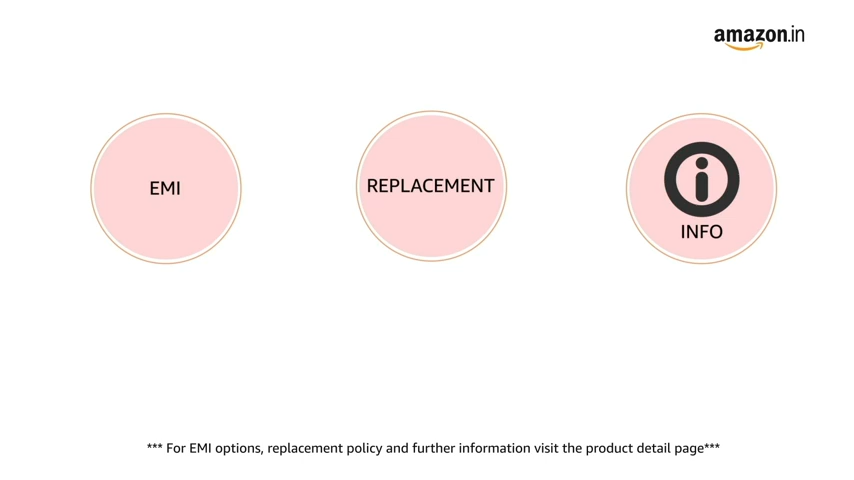 amazon.in
EMI
REPLACEMENT
INFO
*** For EMI options, replacement policy and further information visit the product detail page***